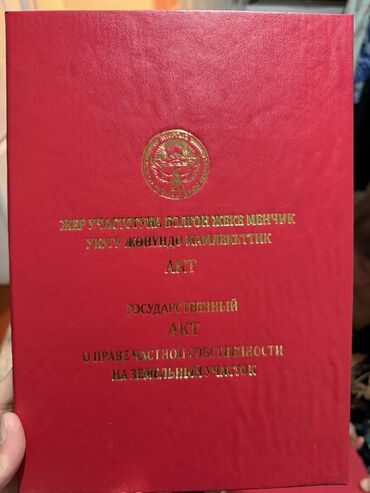 ЖЕР УЧАСТОГУНА БОЛГОН ЖЕКЕ МЕНЧИК
УКУГУ ЖӨНҮНДӨ МАМЛЕКЕТТИК
АКТ
ГОСУДАРСТВЕННЫЙ
АКТ
О ПРАВЕ ЧАСТНОЙ СОБСТВЕННОСТИ
НА ЗЕМЕЛЬНЫЙ УЧАСТОК